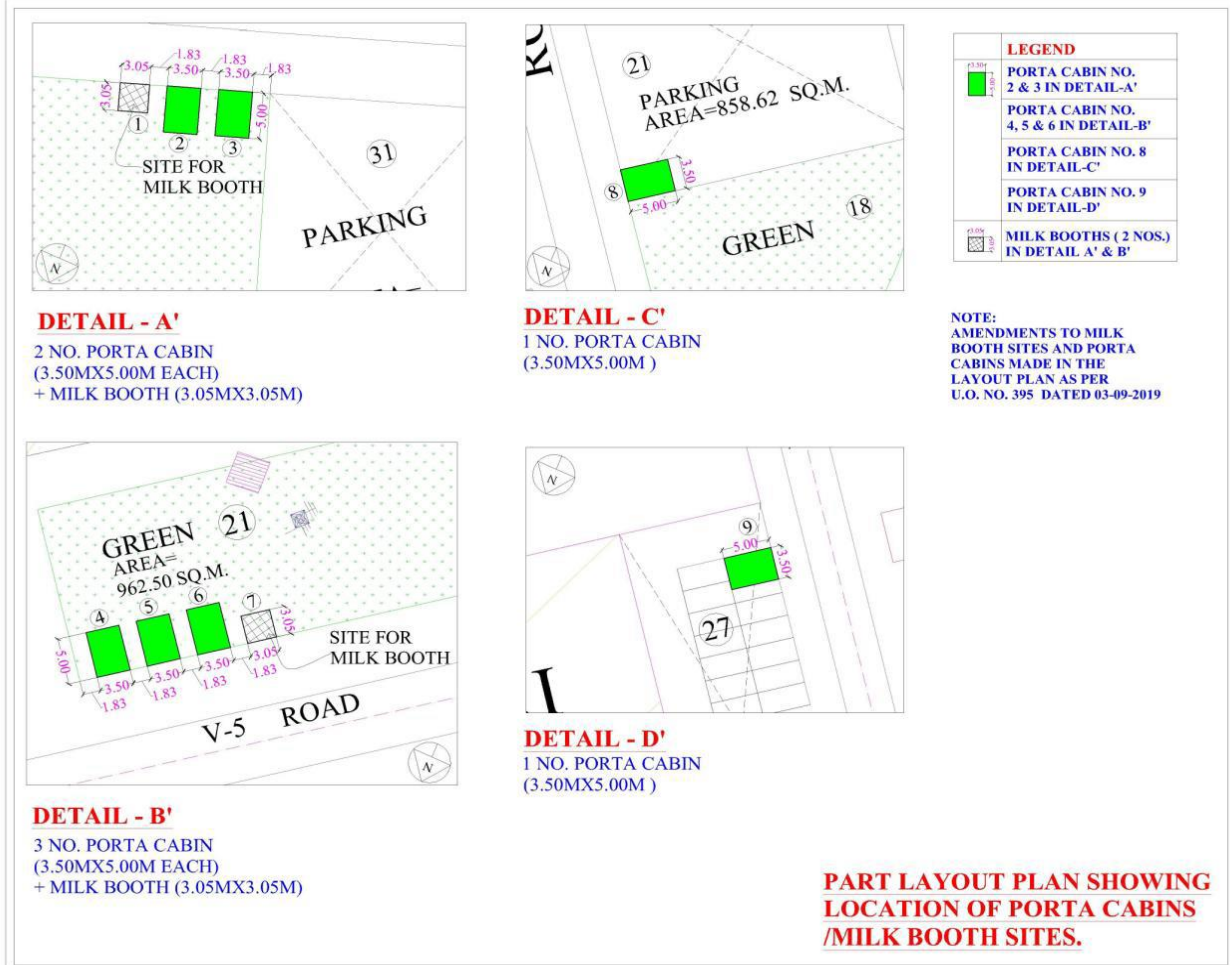 3.05
1.83
3.50
1.83
3.50
1.83
3.05
5.00
1
2
3
SITE FOR
MILK BOOTH
31
PARKING
N
DETAIL - A'
2 NO. PORTA CABIN
(3.50MX5.00M EACH)
+ MILK BOOTH (3.05MX3.05M)
21
PARKING
AREA=858.62 SQ.M.
8
3.50
5.00
18
GREEN
N
DETAIL - C'
1 NO. PORTA CABIN
(3.50MX5.00M )
LEGEND
3.50
5.00
PORTA CABIN NO.
2 & 3 IN DETAIL-A'
PORTA CABIN NO.
4, 5 & 6 IN DETAIL-B'
PORTA CABIN NO. 8
IN DETAIL-C'
PORTA CABIN NO. 9
IN DETAIL-D'
3.05
3.05
MILK BOOTHS ( 2 NOS.)
IN DETAIL A' & B'
NOTE:
AMENDMENTS TO MILK
BOOTH SITES AND PORTA
CABINS MADE IN THE
LAYOUT PLAN AS PER
U.O. NO. 395 DATED 03-09-2019
GREEN 21
AREA=
962.50 SQ.M.
4
5
6
7
5.00
3.50
1.83
3.50
1.83
3.50
1.83
3.05
1.83
3.05
SITE FOR
MILK BOOTH
V-5 ROAD
N
DETAIL - B'
3 NO. PORTA CABIN
(3.50MX5.00M EACH)
+ MILK BOOTH (3.05MX3.05M)
N
9
5.00
3.50
27
DETAIL - D'
1 NO. PORTA CABIN
(3.50MX5.00M )
PART LAYOUT PLAN SHOWING
LOCATION OF PORTA CABINS
/MILK BOOTH SITES.